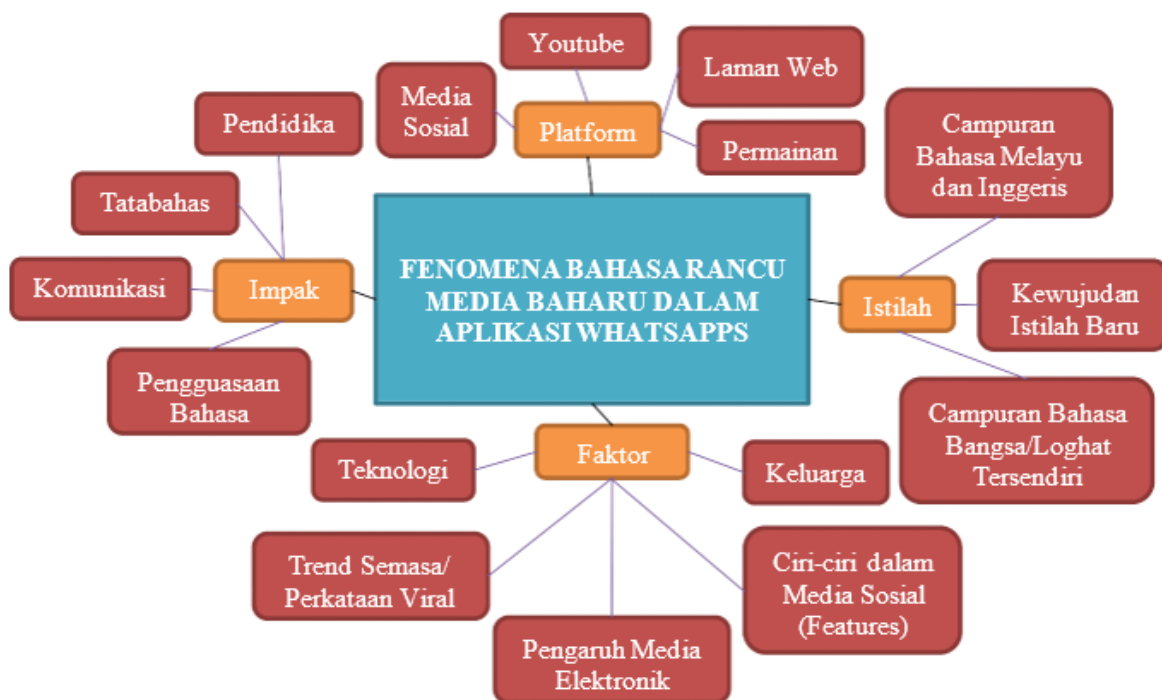 Youtube
Laman Web
Media
Sosial
Platform
Permainan
Pendidika
Tatabahas
Komunikasi
Impak
Pengguasaan
Bahasa
FENOMENA BAHASA RANCU
MEDIA BAHARU DALAM
APLIKASI WHATSAPPS
Campuran
Bahasa Melayu
dan Inggeris
Istilah
Kewujudan
Istilah Baru
Campuran Bahasa
Bangsa/Loghat
Tersendiri
Faktor
Teknologi
Keluarga
Trend Semasa/
Perkataan Viral
Pengaruh Media
Elektronik
Ciri-ciri dalam
Media Sosial
(Features)